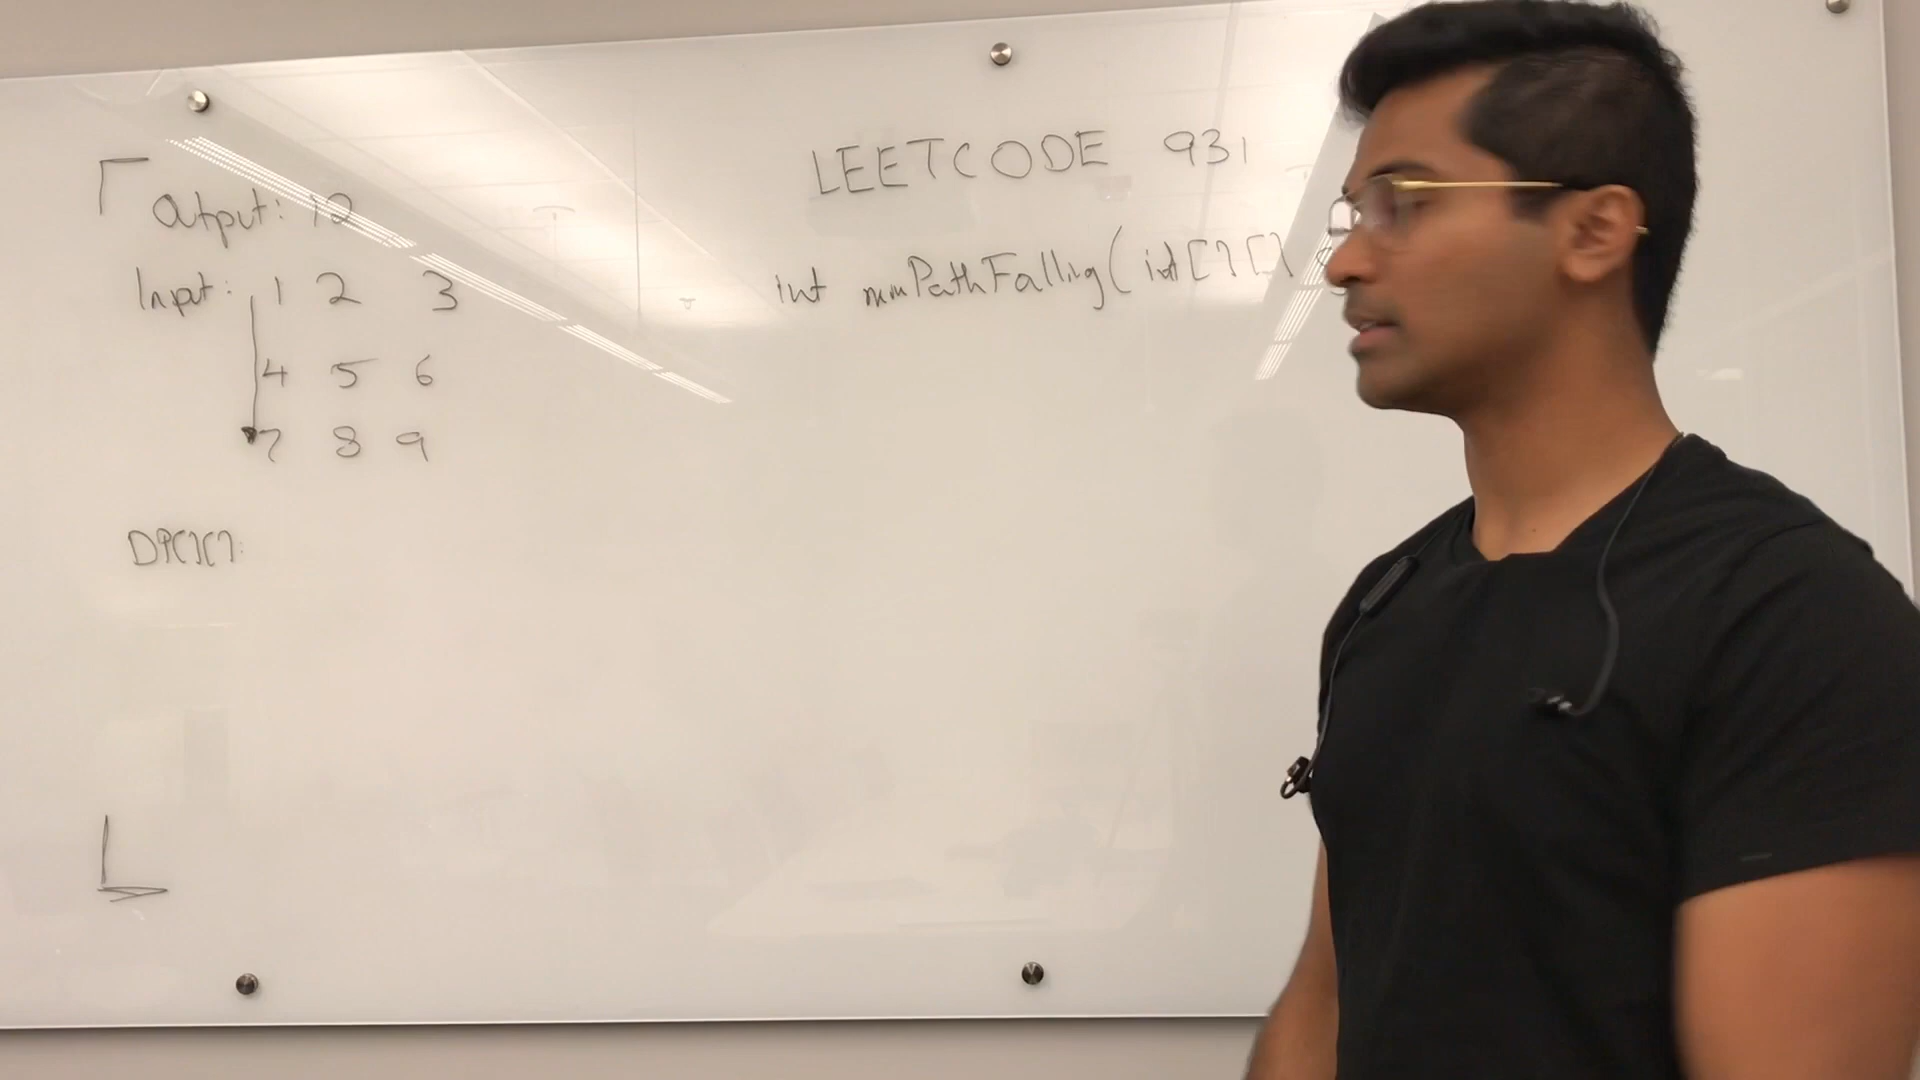 Output: 12
Input: 1 2 3
4 5 6
7 8 9
DP[][]:
LEETCODE 931
int minPathFalling(int[][]